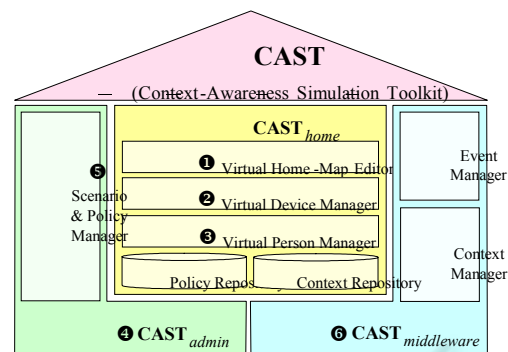 CAST
(Context-Awareness Simulation Toolkit)
CAST home
❶ Virtual Home -Map Editor
❷ Virtual Device Manager
❸ Virtual Person Manager
Policy Repository
Context Repository
❺
Scenario
& Policy
Manager
Event
Manager
Context
Manager
❹ CAST admin
❻ CAST middleware